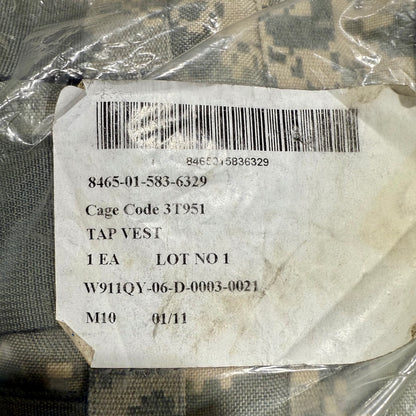 8465015836329
8465-01-583-6329
Cage Code 3T951
TAP VEST
1 EA LOT NO 1
W911QY-06-D-0003-0021
M10 01/11